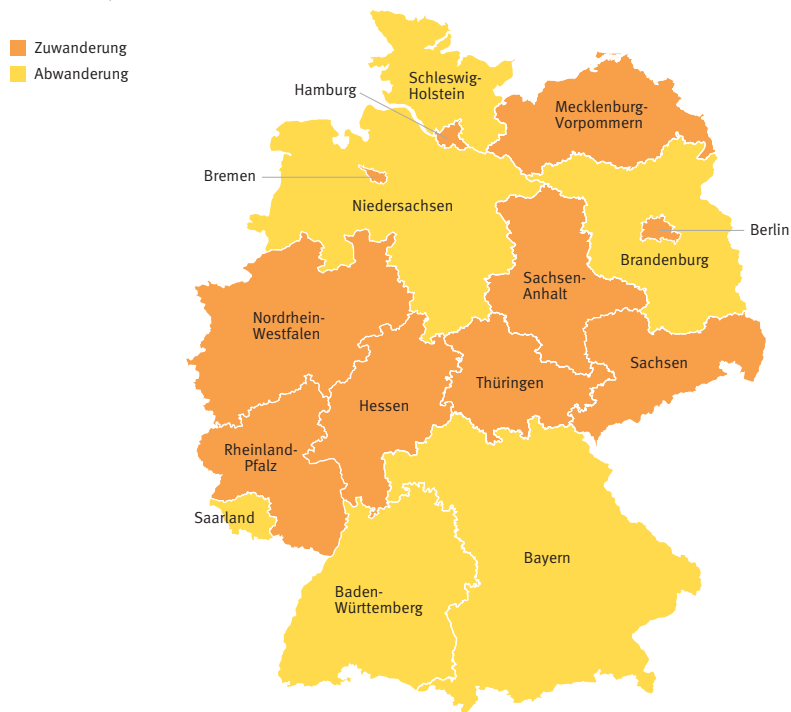 Zuwanderung
Abwanderung
Schleswig-
Holstein
Hamburg
Mecklenburg-
Vorpommern
Bremen
Niedersachsen
Berlin
Brandenburg
Sachsen-
Anhalt
Nordrhein-
Westfalen
Sachsen
Thüringen
Hessen
Rheinland-
Pfalz
Saarland
Bayern
Baden-
Württemberg